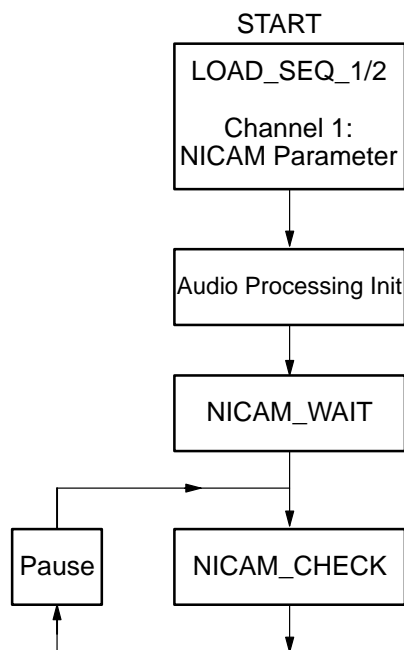 START
LOAD_SEQ_1/2
Channel 1:
NICAM Parameter
Audio Processing Init
NICAM_WAIT
Pause
NICAM_CHECK